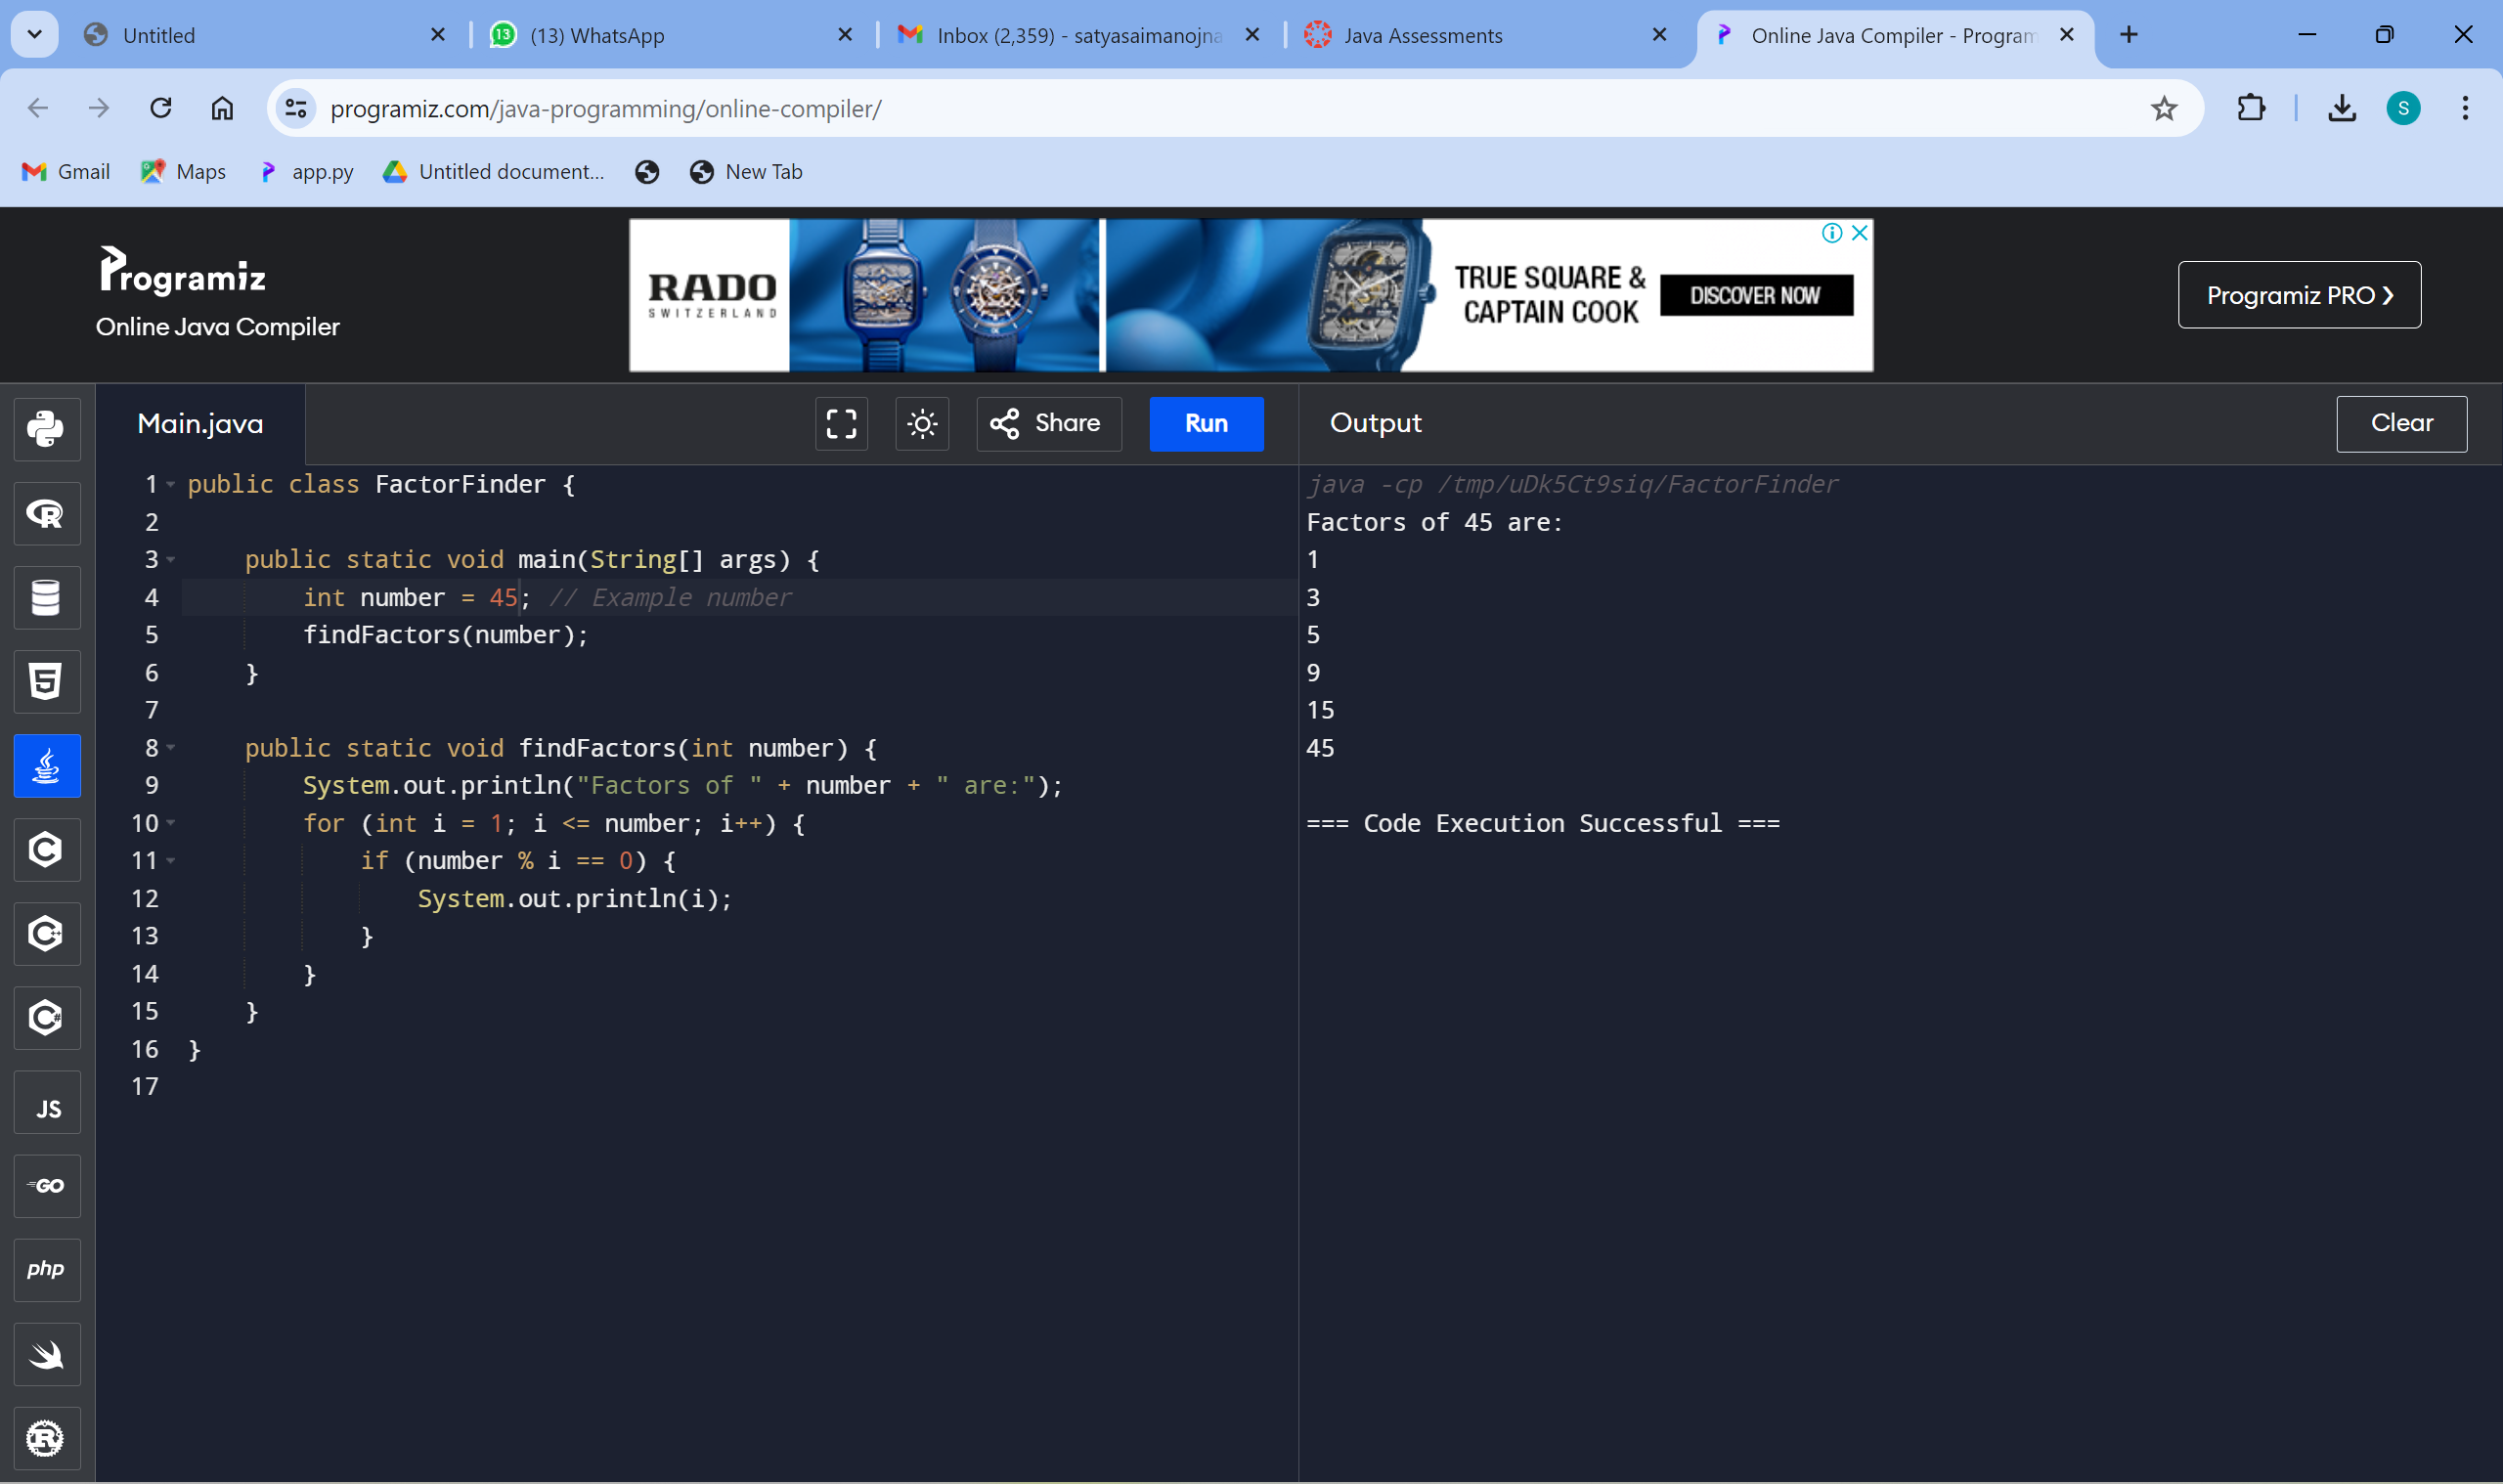 Untitled
13
(13) WhatsApp
Inbox (2,359) - satyasaimanojna
Java Assessments
Online Java Compiler - Program
programiz.com/java-programming/online-compiler/
S
Gmail
Maps
app.py
Untitled document...
New Tab
Programiz
Online Java Compiler
RADO
SWITZERLAND
TRUE SQUARE &
CAPTAIN COOK
DISCOVER NOW
Programiz PRO ❯
Main.java
Share
Run
Output
Clear
1 public class FactorFinder {
2
3     public static void main(String[] args) {
4         int number = 45; // Example number
5         findFactors(number);
6     }
7
8     public static void findFactors(int number) {
9         System.out.println("Factors of " + number + " are:");
10         for (int i = 1; i <= number; i++) {
11             if (number % i == 0) {
12                 System.out.println(i);
13             }
14         }
15     }
16 }
17
java -cp /tmp/uDk5Ct9siq/FactorFinder
Factors of 45 are:
1
3
5
9
15
45
=== Code Execution Successful ===
R
5
C
C++
C#
JS
GO
php
R